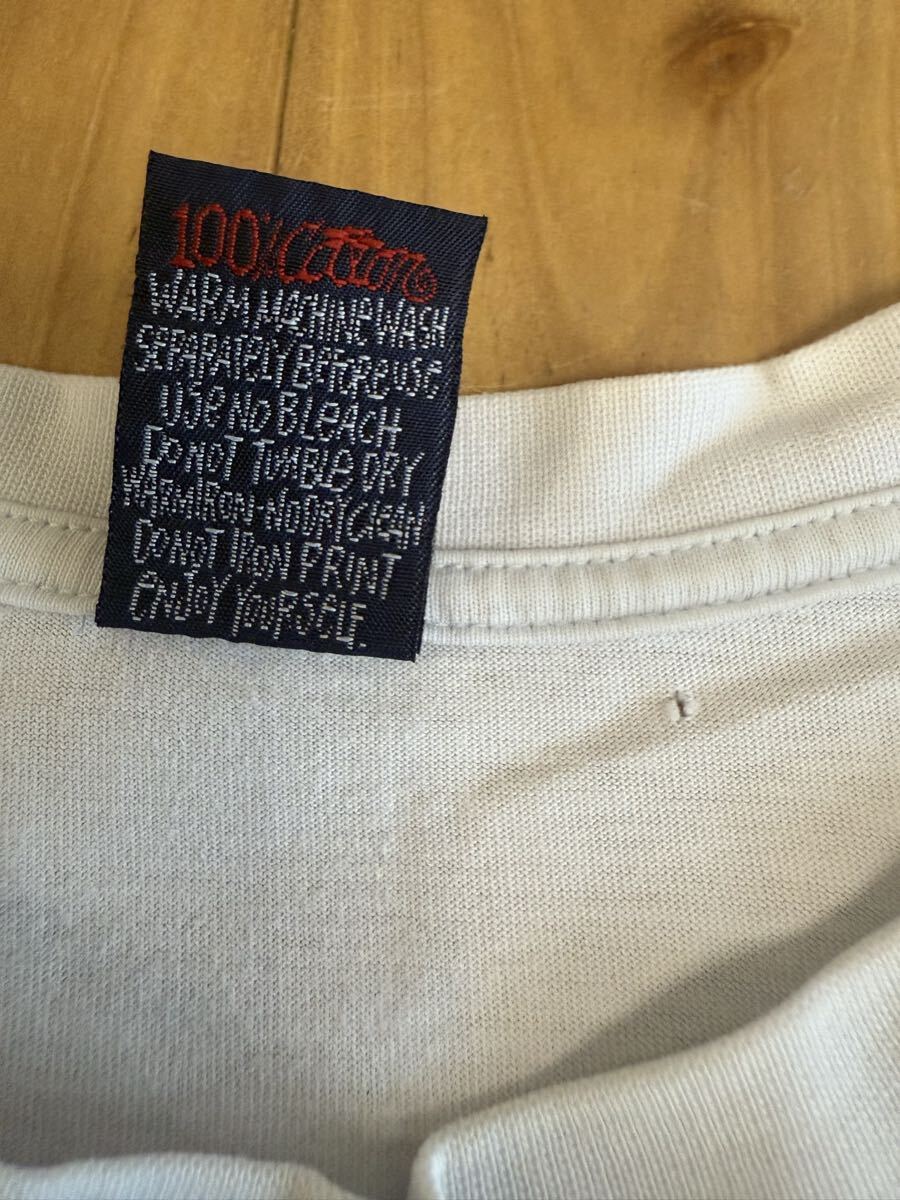 100% Cotton
WARM MACHINE WASH
SEPARATELY BEFORE USE
USE NO BLEACH
DO NOT TUMBLE DRY
WARM IRON-NO DRY CLEAN
DO NOT IRON PRINT
ENJOY YOURSELF.